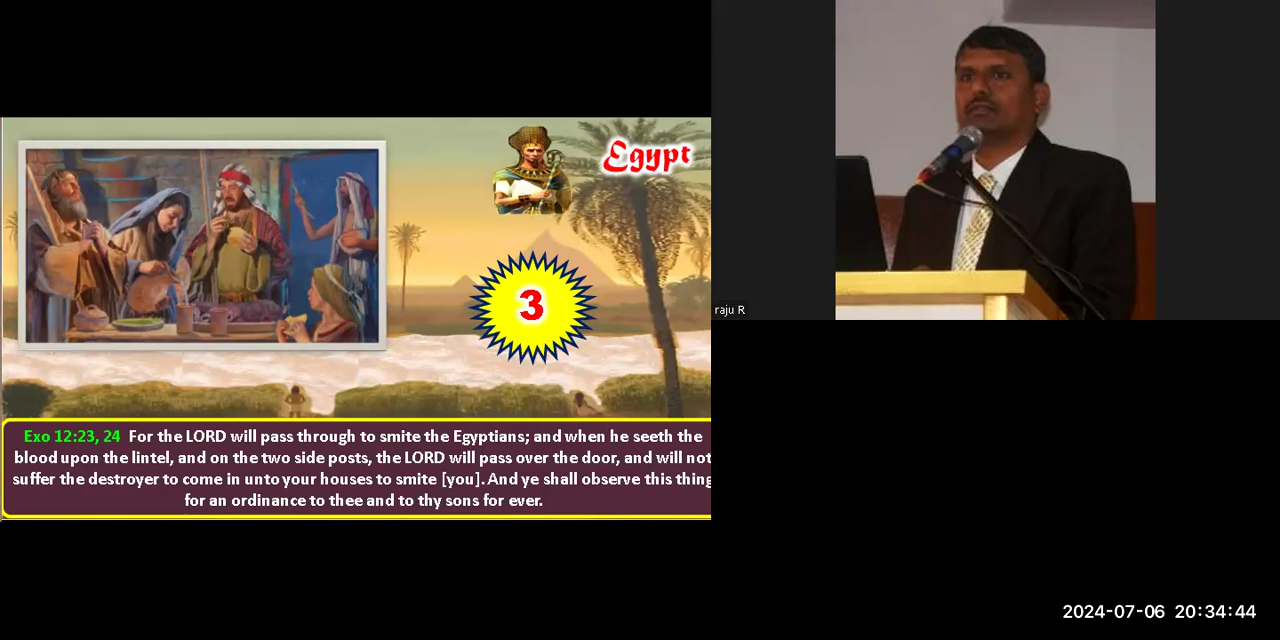 Egypt
3
Exo 12:23, 24 For the LORD will pass through to smite the Egyptians; and when he seeth the
blood upon the lintel, and on the two side posts, the LORD will pass over the door, and will not
suffer the destroyer to come in unto your houses to smite [you]. And ye shall observe this thing
for an ordinance to thee and to thy sons for ever.
raju R
2024-07-06 20:34:44